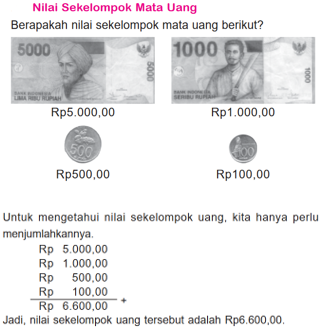 Nilai Sekelompok Mata Uang
Berapakah nilai sekelompok mata uang berikut?
5000
BANK INDONESIA
LIMA RIBU RUPIAH
5000
1000
BANK INDONESIA
SERIBU RUPIAH
1000
Rp5.000,00
Rp1.000,00
500
100
Rp500,00
Rp100,00
Untuk mengetahui nilai sekelompok uang, kita hanya perlu
menjumlahkannya.
Rp 5.000,00
Rp 1.000,00
Rp 500,00
Rp 100,00
+
Rp 6.600,00
Jadi, nilai sekelompok uang tersebut adalah Rp6.600,00.